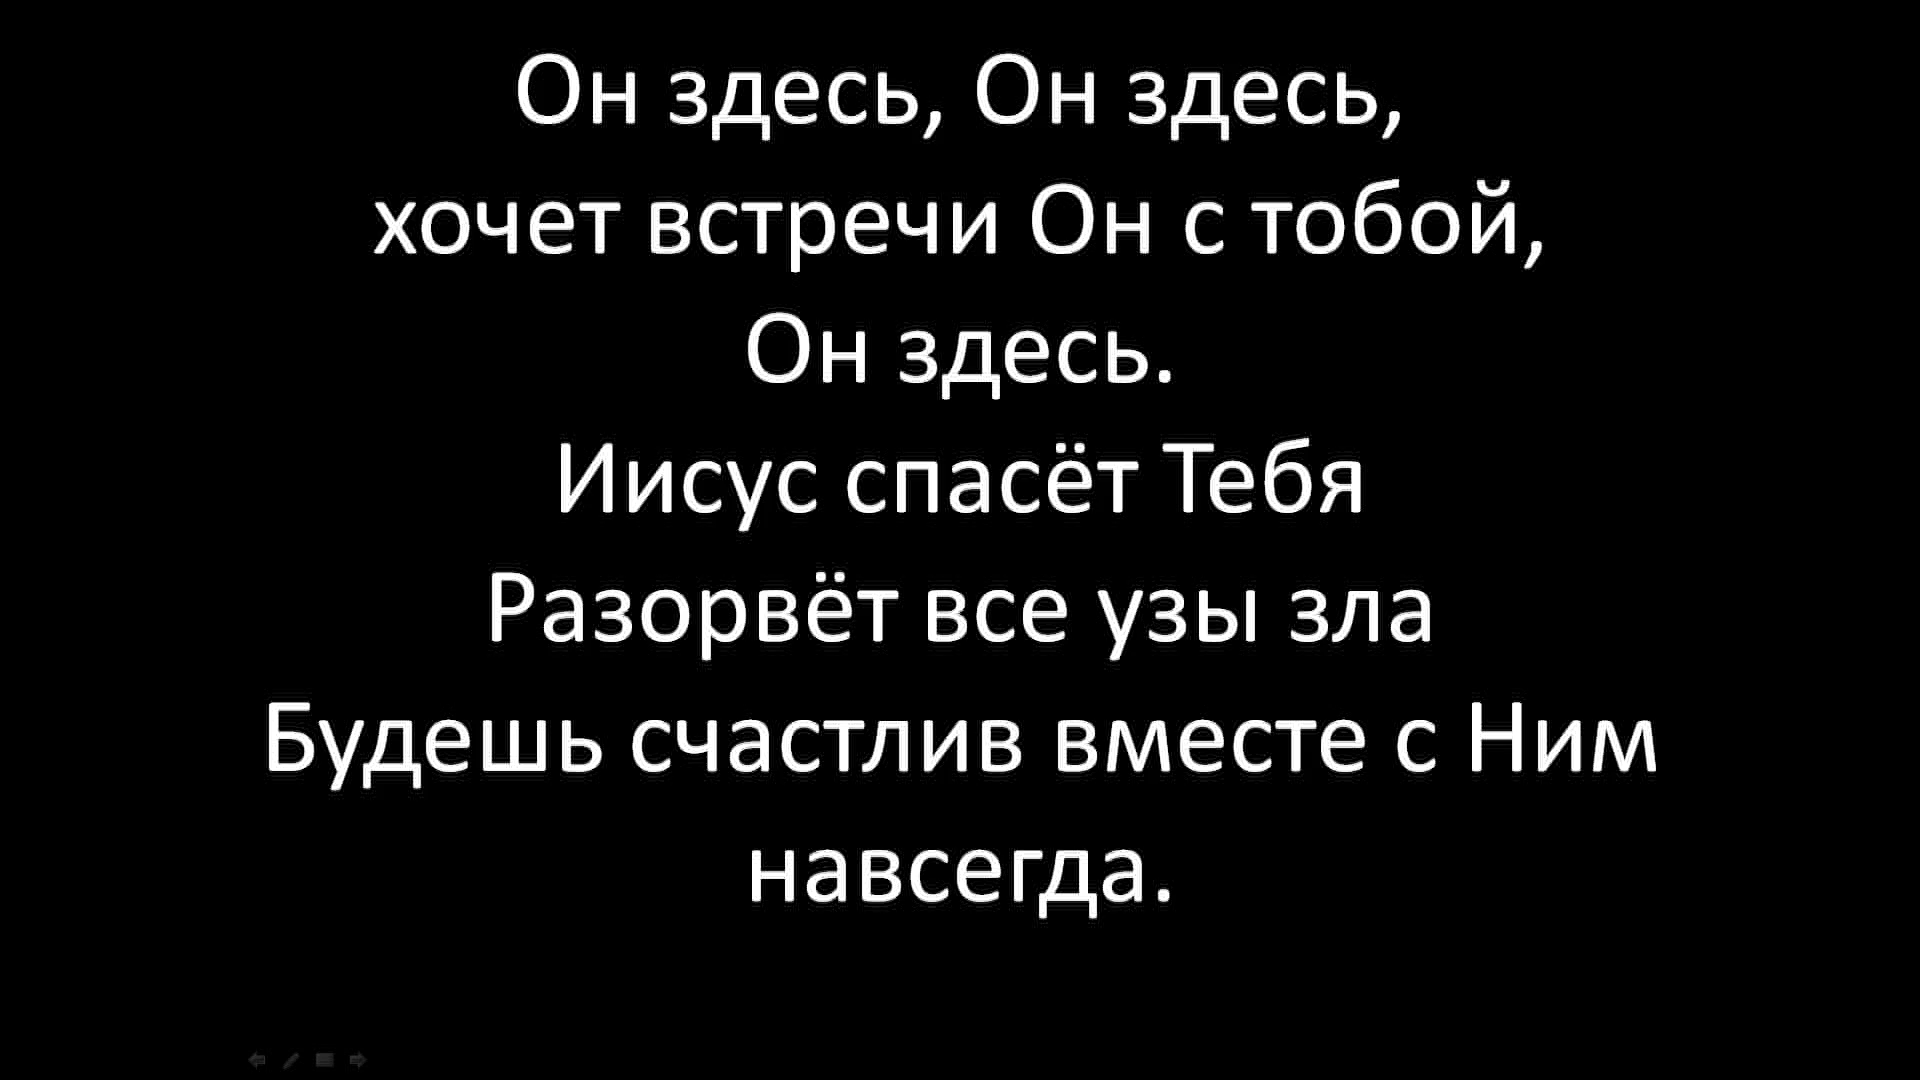 Он здесь, Он здесь,
хочет встречи Он с тобой,
Он здесь.
Иисус спасёт Тебя
Разорвёт все узы зла
Будешь счастлив вместе с Ним
навсегда.